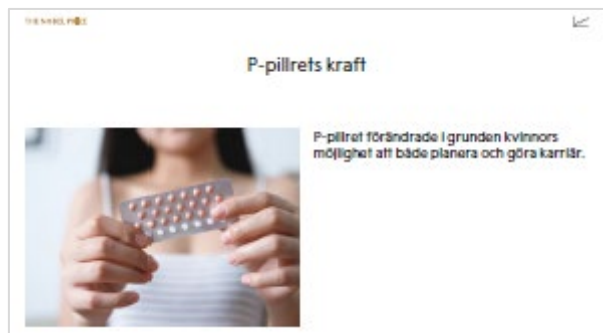 THE NOBEL PRIZE
P-pillrets kraft
P-pillret förändrade i grunden kvinnors
möjlighet att både planera och göra karriär.